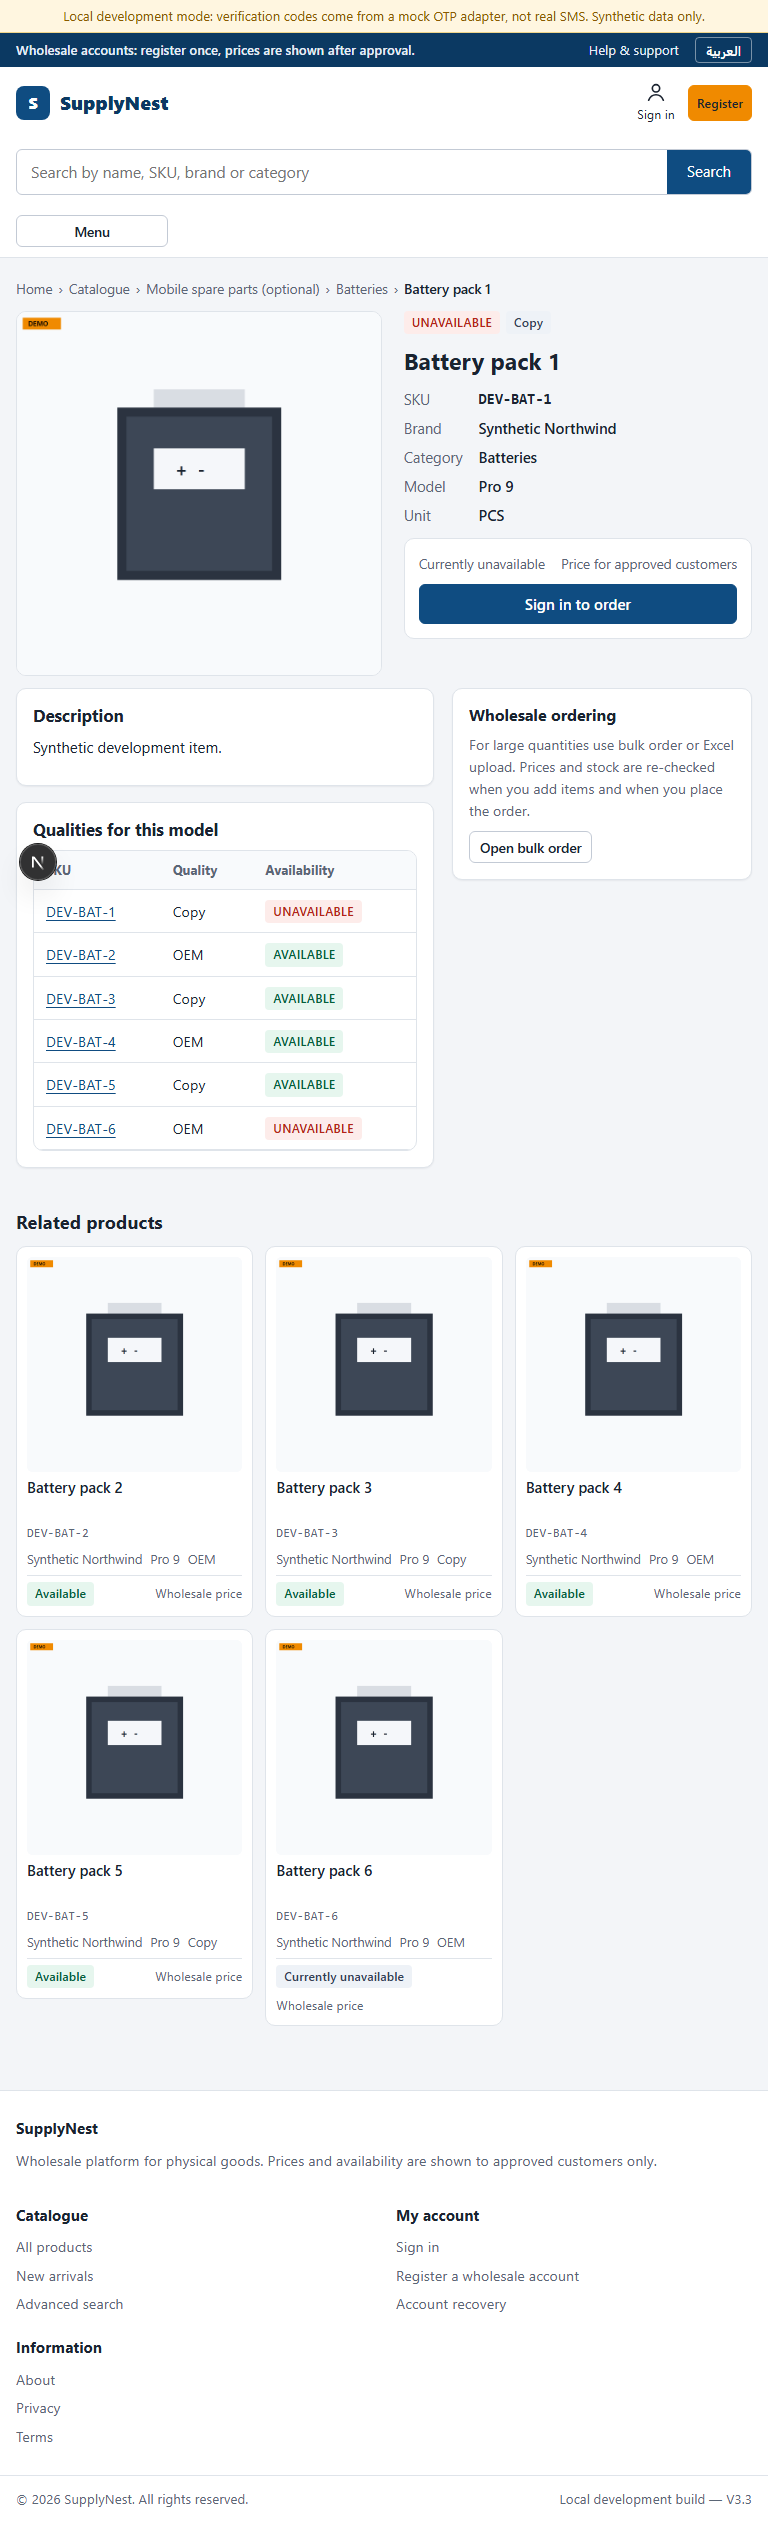 Local development mode: verification codes come from a mock OTP adapter, not real SMS. Synthetic data only.
Wholesale accounts: register once, prices are shown after approval.
Help & support
العربية
S
SupplyNest
Sign in
Register
Search by name, SKU, brand or category
Search
Menu
Home › Catalogue › Mobile spare parts (optional) › Batteries › Battery pack 1
DEMO
+ -
UNAVAILABLE
Copy
Battery pack 1
SKU DEV-BAT-1
Brand Synthetic Northwind
Category Batteries
Model Pro 9
Unit PCS
Currently unavailable
Price for approved customers
Sign in to order
Description
Synthetic development item.
Wholesale ordering
For large quantities use bulk order or Excel
upload. Prices and stock are re-checked
when you add items and when you place
the order.
Open bulk order
Qualities for this model
N
KU Quality Availability
DEV-BAT-1 Copy UNAVAILABLE
DEV-BAT-2 OEM AVAILABLE
DEV-BAT-3 Copy AVAILABLE
DEV-BAT-4 OEM AVAILABLE
DEV-BAT-5 Copy AVAILABLE
DEV-BAT-6 OEM UNAVAILABLE
Related products
DEMO
+ -
Battery pack 2
DEV-BAT-2
Synthetic Northwind Pro 9 OEM
Available Wholesale price
DEMO
+ -
Battery pack 3
DEV-BAT-3
Synthetic Northwind Pro 9 Copy
Available Wholesale price
DEMO
+ -
Battery pack 4
DEV-BAT-4
Synthetic Northwind Pro 9 OEM
Available Wholesale price
DEMO
+ -
Battery pack 5
DEV-BAT-5
Synthetic Northwind Pro 9 Copy
Available Wholesale price
DEMO
+ -
Battery pack 6
DEV-BAT-6
Synthetic Northwind Pro 9 OEM
Currently unavailable
Wholesale price
SupplyNest
Wholesale platform for physical goods. Prices and availability are shown to approved customers only.
Catalogue
All products
New arrivals
Advanced search
My account
Sign in
Register a wholesale account
Account recovery
Information
About
Privacy
Terms
© 2026 SupplyNest. All rights reserved.
Local development build — V3.3